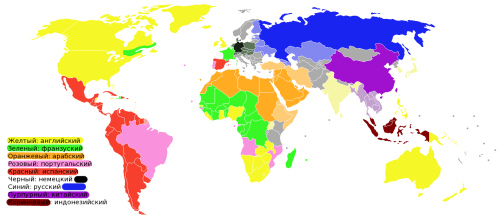 Желтый: английский
Зеленый: французский
Оранжевый: арабский
Розовый: португальский
Красный: испанский
Черный: немецкий
Синий: русский
Пурпурный: китайский
индонезийский